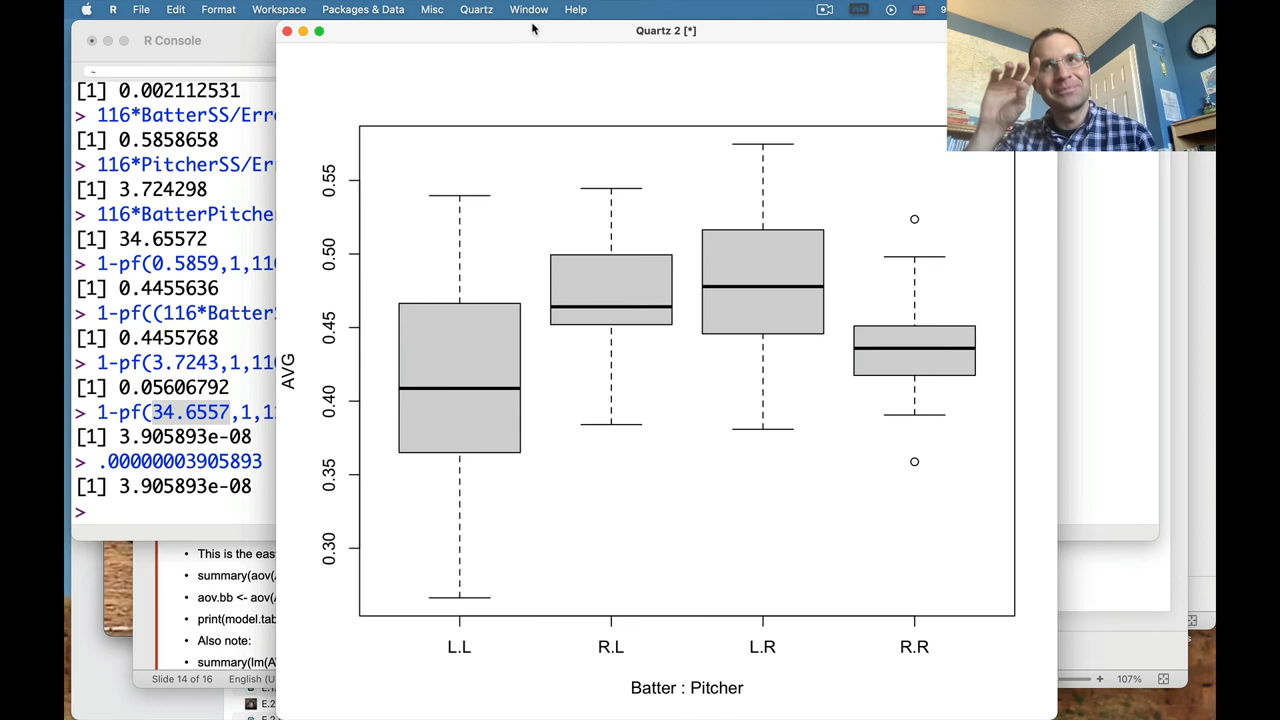 R File Edit Format Workspace Packages & Data Misc Quartz Window Help
R Console
Quartz 2 [*]
~
[1] 0.002112531
> 116*BatterSS/Erro
[1] 0.5858658
> 116*PitcherSS/Er
[1] 3.724298
> 116*BatterPitche
[1] 34.65572
> 1-pf(0.5859,1,11
[1] 0.4455636
> 1-pf((116*Batter
[1] 0.4455768
> 1-pf(3.7243,1,11
[1] 0.05606792
> 1-pf(34.6557,1,1
[1] 3.905893e-08
> .00000003905893
[1] 3.905893e-08
>
AVG
0.55
0.50
0.45
0.40
0.35
0.30
L.L R.L L.R R.R
Batter : Pitcher
• This is the eas
• summary(aov(
• aov.bb <- aov(
• print(model.tab
• Also note:
• summary(lm(A
Slide 14 of 16 English (U
107%
E.2